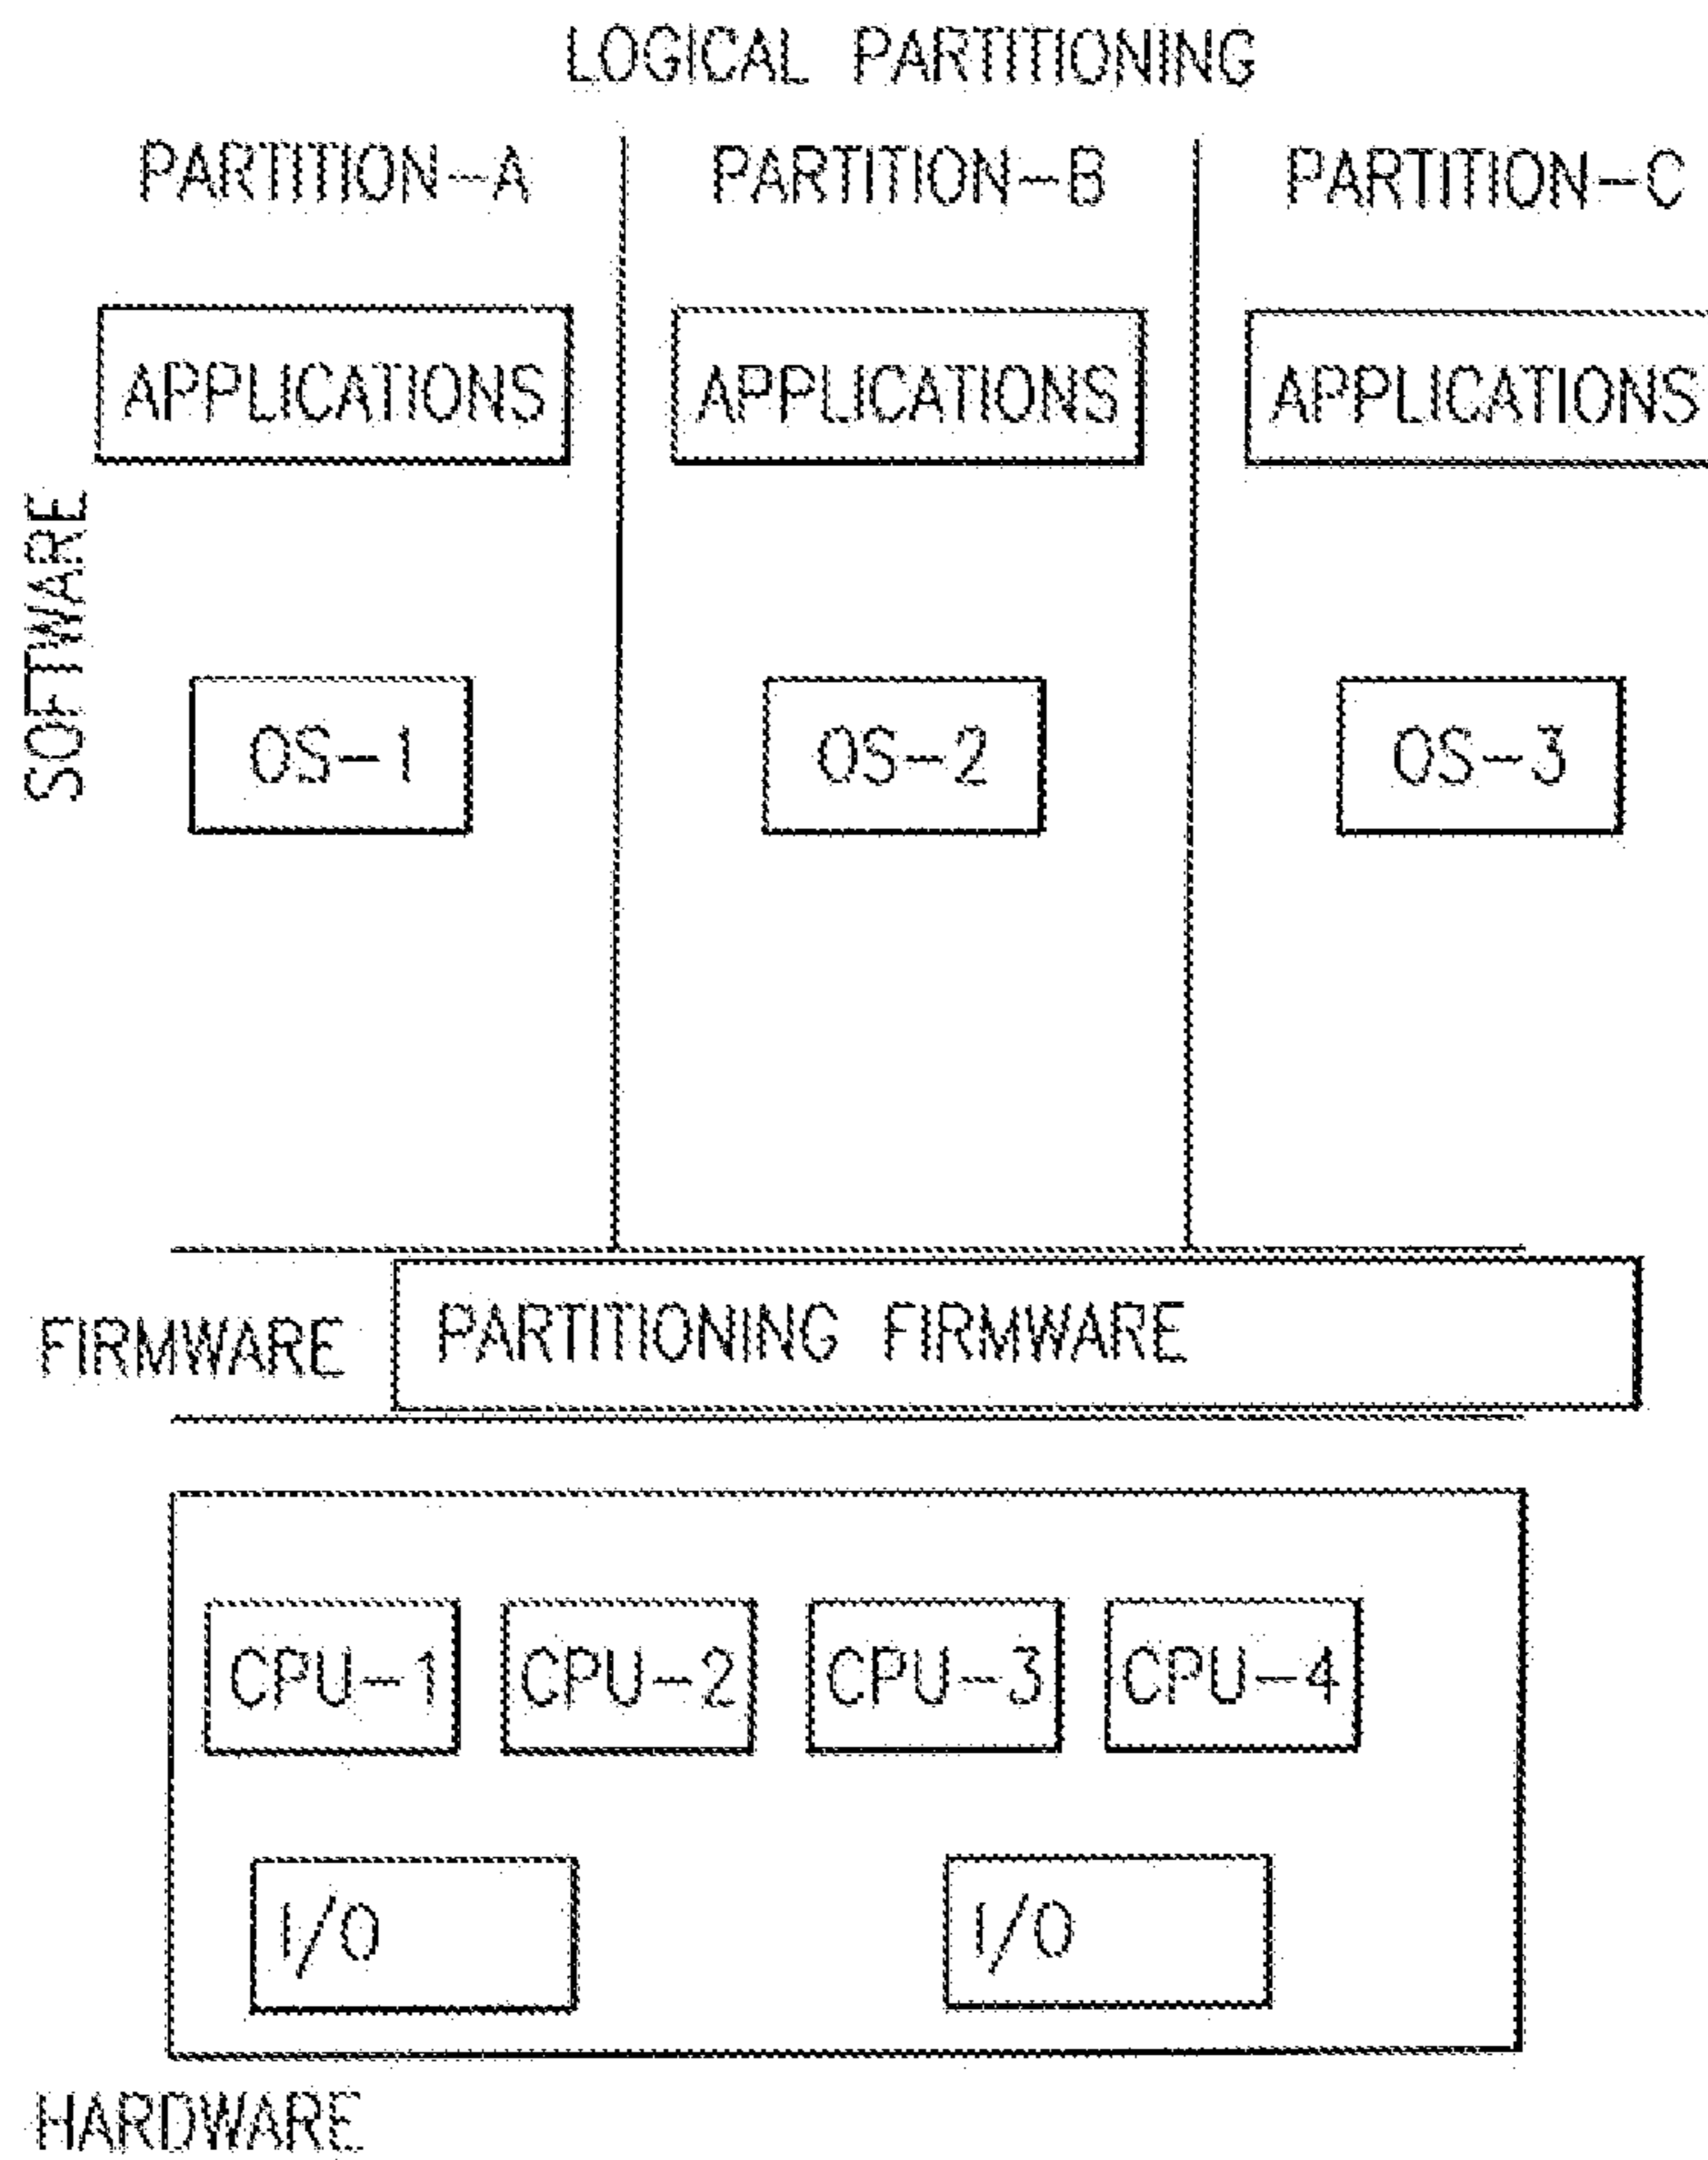 LOGICAL PARTITIONING
PARTITION-A
PARTITION-B
PARTITION-C
APPLICATIONS
APPLICATIONS
APPLICATIONS
SOFTWARE
OS-1
OS-2
OS-3
FIRMWARE
PARTITIONING FIRMWARE
CPU-1
CPU-2
CPU-3
CPU-4
I/O
I/O
HARDWARE